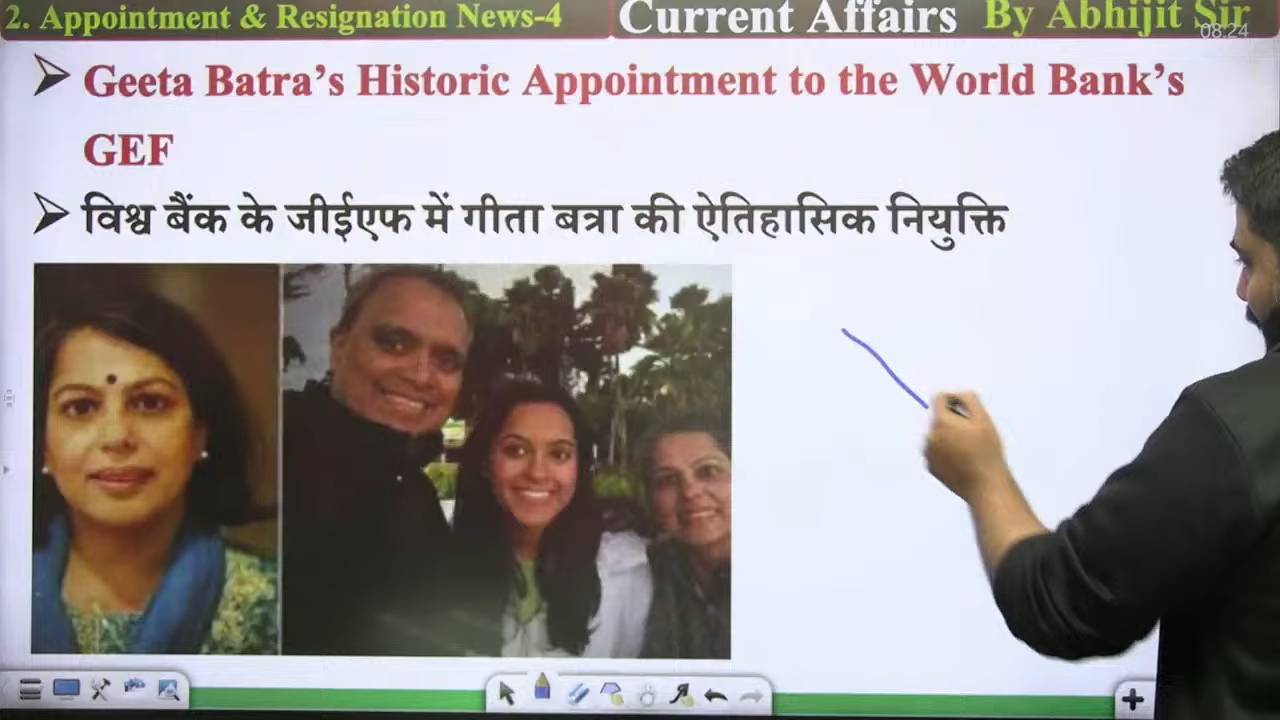 2. Appointment & Resignation News-4
Current Affairs By Abhijit Sir
08:24
Geeta Batra's Historic Appointment to the World Bank's
GEF
विश्व बैंक के जीईएफ में गीता बत्रा की ऐतिहासिक नियुक्ति